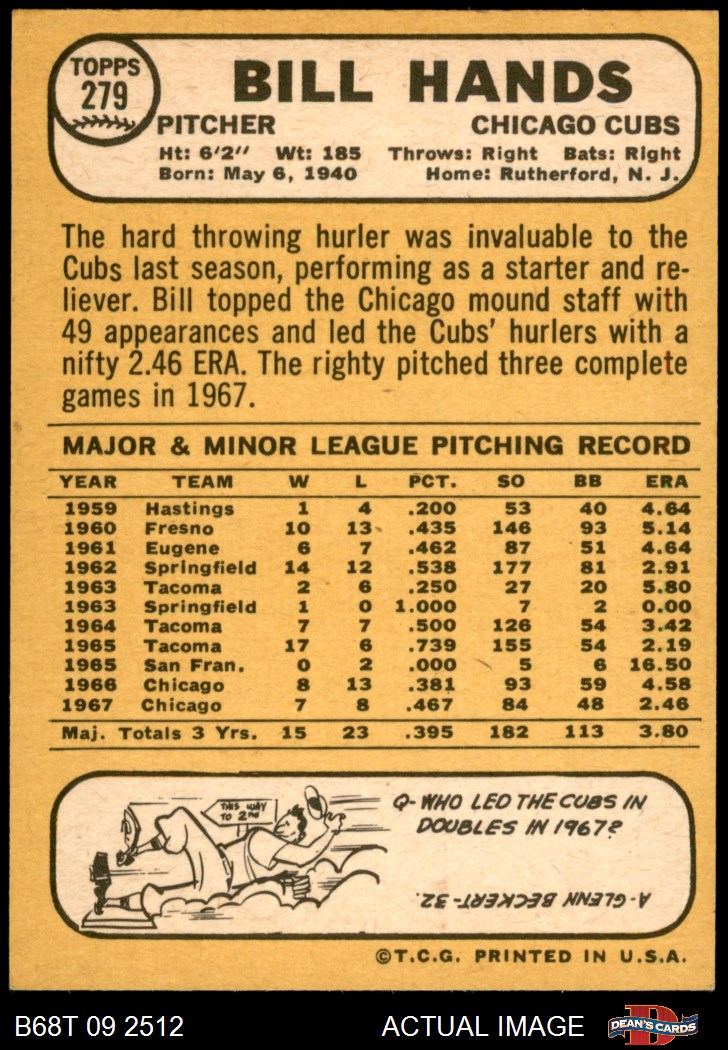 TOPPS
279
BILL HANDS
PITCHER CHICAGO CUBS
Ht: 6'2" Wt: 185 Throws: Right Bats: Right
Born: May 6, 1940 Home: Rutherford, N. J.
The hard throwing hurler was invaluable to the
Cubs last season, performing as a starter and re-
liever. Bill topped the Chicago mound staff with
49 appearances and led the Cubs' hurlers with a
nifty 2.46 ERA. The righty pitched three complete
games in 1967.
MAJOR & MINOR LEAGUE PITCHING RECORD
YEAR TEAM W L PCT. SO BB ERA
1959 Hastings 1 4 .200 53 40 4.64
1960 Fresno 10 13 .435 146 93 5.14
1961 Eugene 6 7 .462 87 51 4.64
1962 Springfield 14 12 .538 177 81 2.91
1963 Tacoma 2 6 .250 27 20 5.80
1963 Springfield 1 0 1.000 7 2 0.00
1964 Tacoma 7 7 .500 126 54 3.42
1965 Tacoma 17 6 .739 155 54 2.19
1965 San Fran. 0 2 .000 5 6 16.50
1966 Chicago 8 13 .381 93 59 4.58
1967 Chicago 7 8 .467 84 48 2.46
Maj. Totals 3 Yrs. 15 23 .395 182 113 3.80
THIS WAY
TO 2ND
Q-WHO LED THE CUBS IN
DOUBLES IN 1967?
A-GLENN BECKERT-32.
©T.C.G. PRINTED IN U.S.A.
B68T 09 2512 ACTUAL IMAGE DEAN'S CARDS